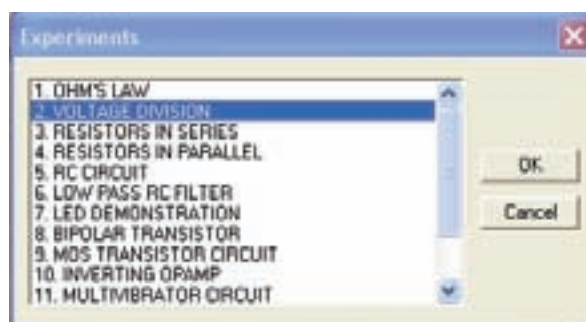 Experiments
1. OHM'S LAW
2. VOLTAGE DIVISION
3. RESISTORS IN SERIES
4. RESISTORS IN PARALLEL
5. RC CIRCUIT
6. LOW PASS RC FILTER
7. LED DEMONSTRATION
8. BIPOLAR TRANSISTOR
9. MOS TRANSISTOR CIRCUIT
10. INVERTING OPAMP
11. MULTIVIBRATOR CIRCUIT
OK
Cancel